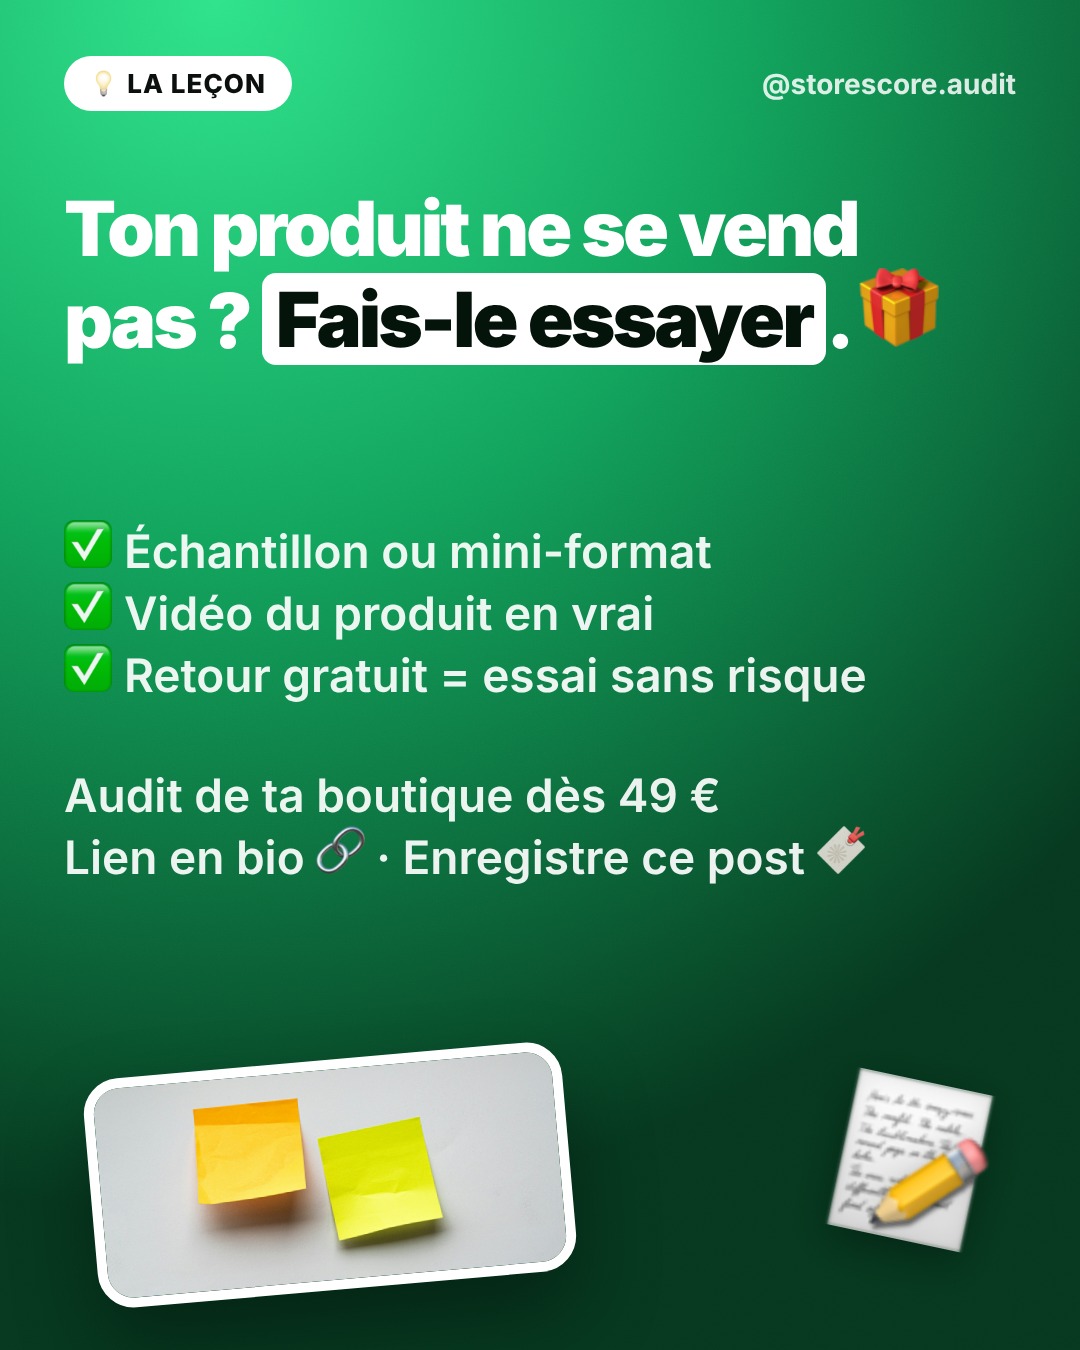 💡 LA LEÇON
@storescore.audit
Ton produit ne se vend
pas ? Fais-le essayer. 🎁
✅ Échantillon ou mini-format
✅ Vidéo du produit en vrai
✅ Retour gratuit = essai sans risque
Audit de ta boutique dès 49 €
Lien en bio 🔗 · Enregistre ce post 🔖